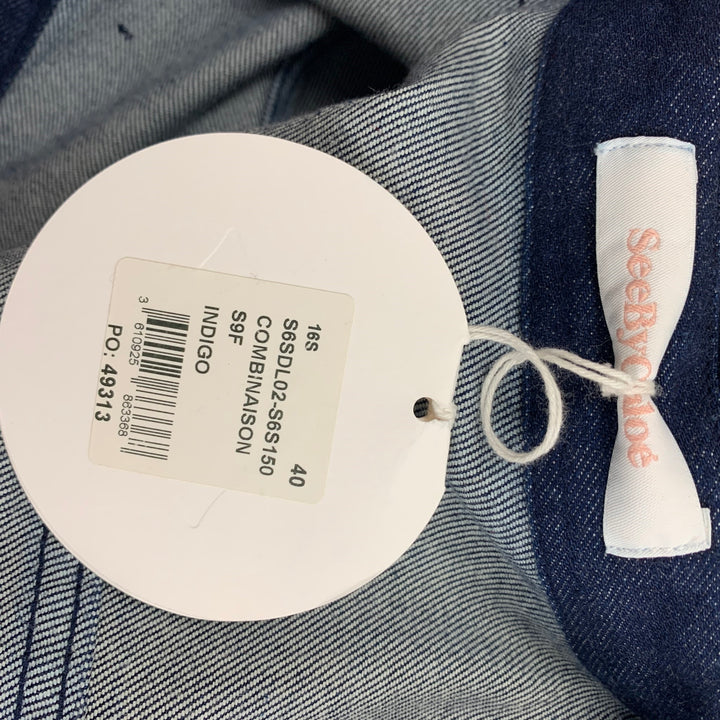 16S 40
S6SDL02-S6S150
COMBINAISON
S9F
INDIGO
3 610925 863368
PO: 49313
SeeByChloé